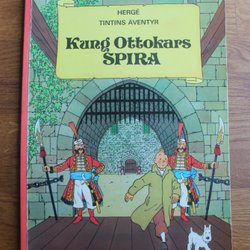 HERGÉ
TINTINS ÄVENTYR
Kung Ottokars
SPIRA